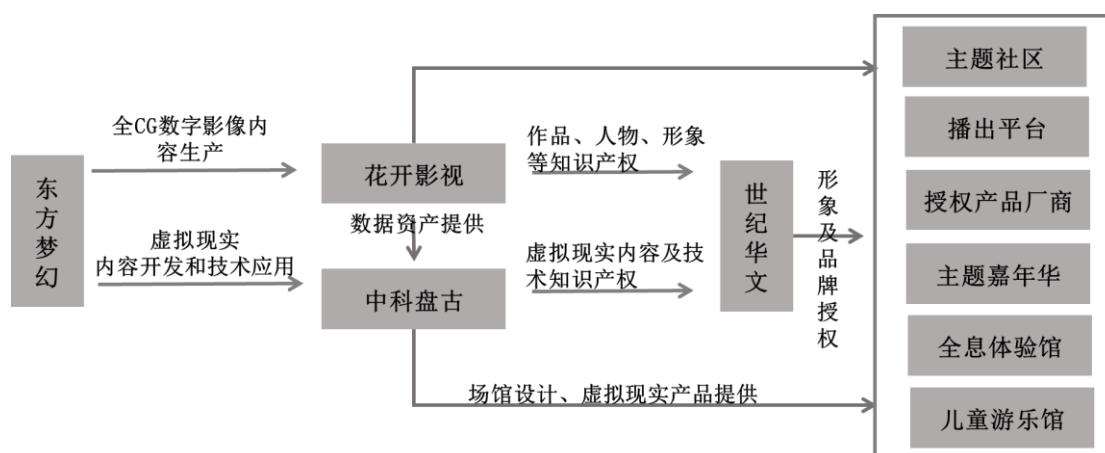 主题社区
全CG数字影像内
容生产
作品、人物、形象
等知识产权
播出平台
东方梦幻
花开影视
世纪华文
形象及品牌授权
授权产品厂商
数据资产提供
虚拟现实
内容开发和技术应用
虚拟现实内容及技
术知识产权
主题嘉年华
中科盘古
全息体验馆
场馆设计、虚拟现实产品提供
儿童游乐馆